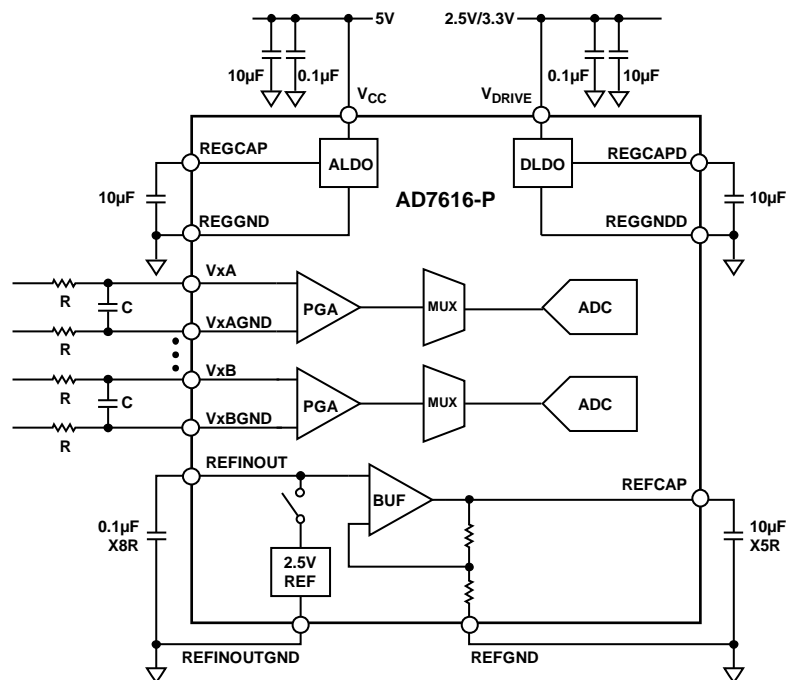 5V
2.5V/3.3V
10µF
0.1µF
0.1µF
10µF
VCC
VDRIVE
REGCAP
ALDO
DLDO
REGCAPD
10µF
AD7616-P
10µF
REGGND
REGGNDD
VxA
R
C
PGA
MUX
ADC
VxAGND
R
VxB
R
C
PGA
MUX
ADC
VxBGND
R
REFINOUT
REFCAP
BUF
0.1µF
X8R
10µF
X5R
2.5V
REF
REFINOUTGND
REFGND